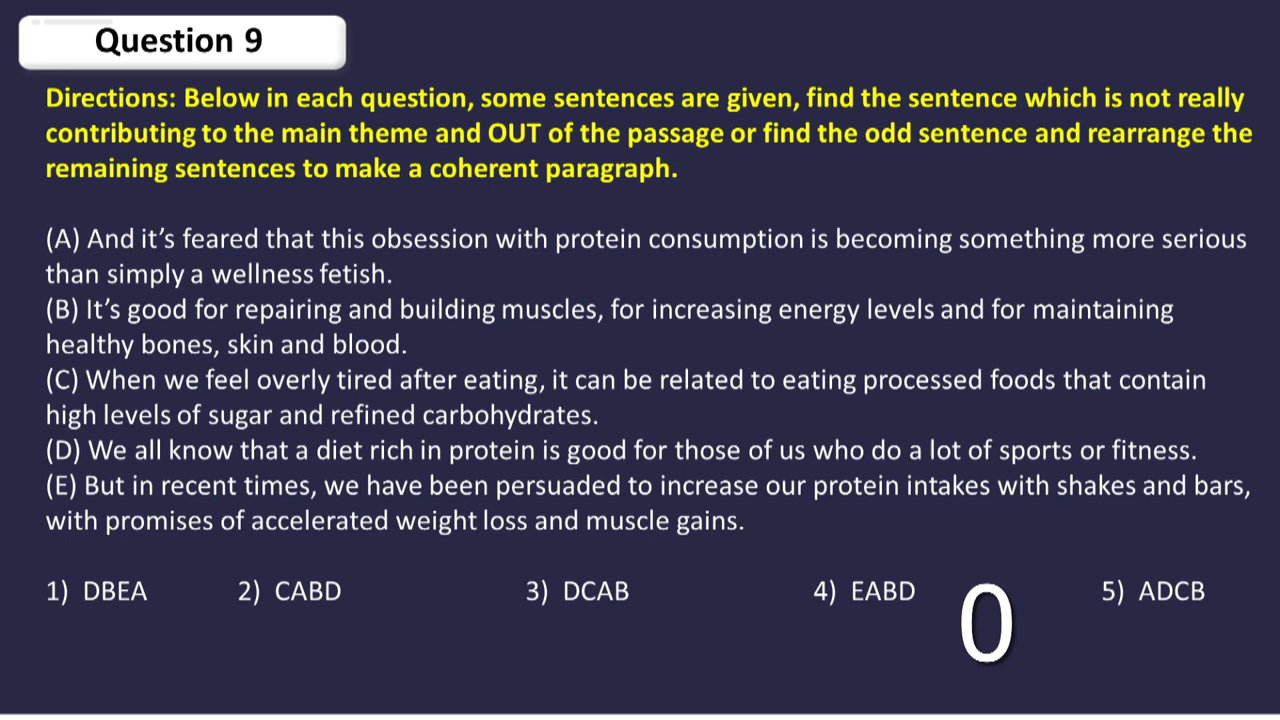 Question 9
Directions: Below in each question, some sentences are given, find the sentence which is not really
contributing to the main theme and OUT of the passage or find the odd sentence and rearrange the
remaining sentences to make a coherent paragraph.
(A) And it’s feared that this obsession with protein consumption is becoming something more serious
than simply a wellness fetish.
(B) It’s good for repairing and building muscles, for increasing energy levels and for maintaining
healthy bones, skin and blood.
(C) When we feel overly tired after eating, it can be related to eating processed foods that contain
high levels of sugar and refined carbohydrates.
(D) We all know that a diet rich in protein is good for those of us who do a lot of sports or fitness.
(E) But in recent times, we have been persuaded to increase our protein intakes with shakes and bars,
with promises of accelerated weight loss and muscle gains.
1) DBEA 2) CABD 3) DCAB 4) EABD 5) ADCB
0